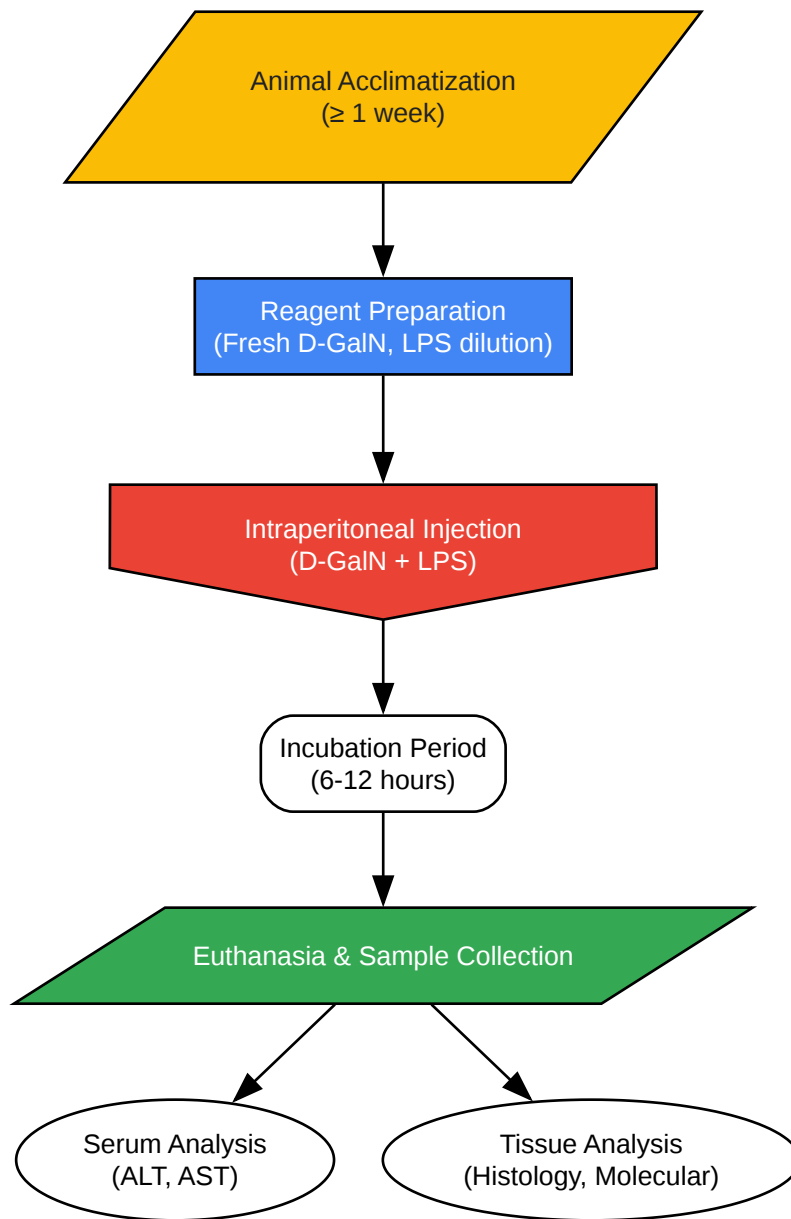 Animal Acclimatization
(≥ 1 week)
Reagent Preparation
(Fresh D-GalN, LPS dilution)
Intraperitoneal Injection
(D-GalN + LPS)
Incubation Period
(6-12 hours)
Euthanasia & Sample Collection
Serum Analysis
(ALT, AST)
Tissue Analysis
(Histology, Molecular)